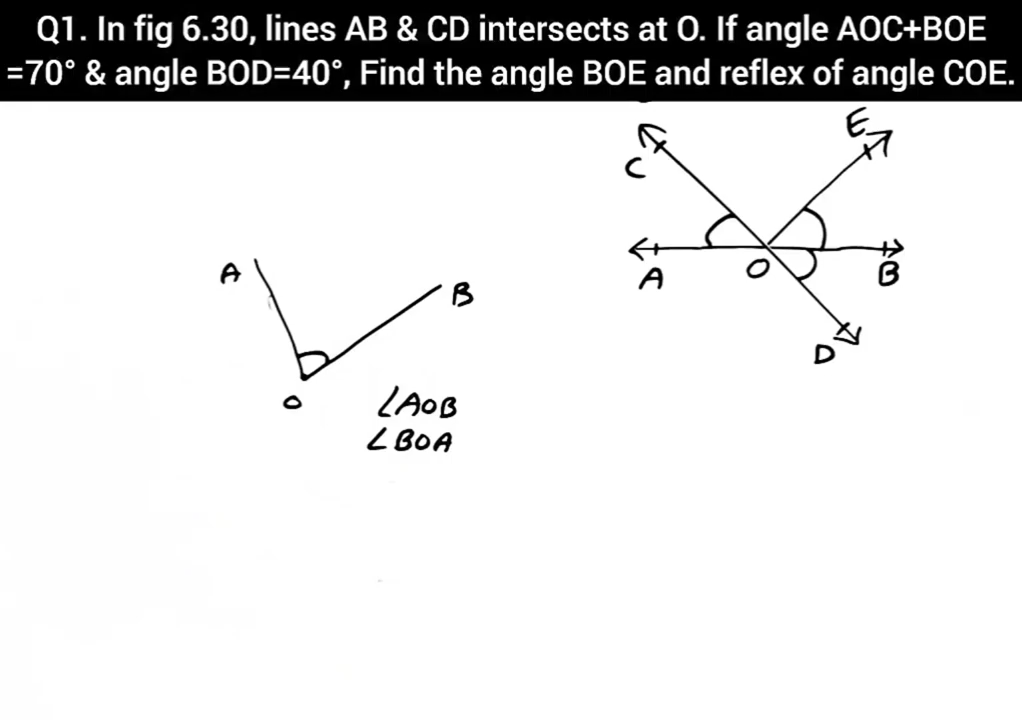 Q1. In fig 6.30, lines AB & CD intersects at O. If angle AOC+BOE
=70° & angle BOD=40°, Find the angle BOE and reflex of angle COE.
E
C
A
O
B
D
A
B
O
∠AOB
∠BOA